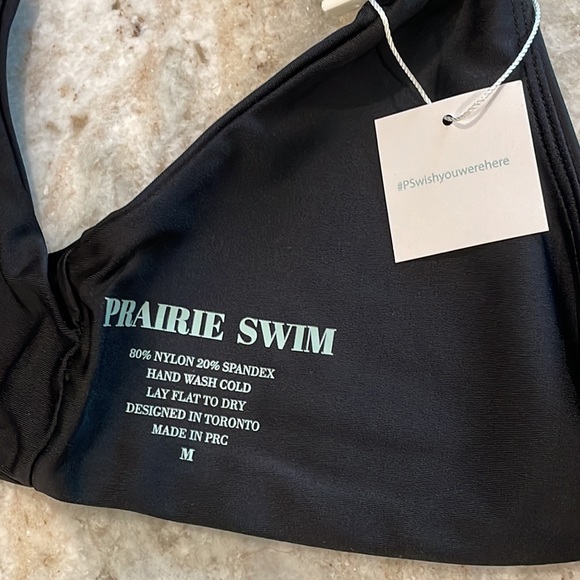 #PSwishyouwerehere
PRAIRIE SWIM
80% NYLON 20% SPANDEX
HAND WASH COLD
LAY FLAT TO DRY
DESIGNED IN TORONTO
MADE IN PRC
M